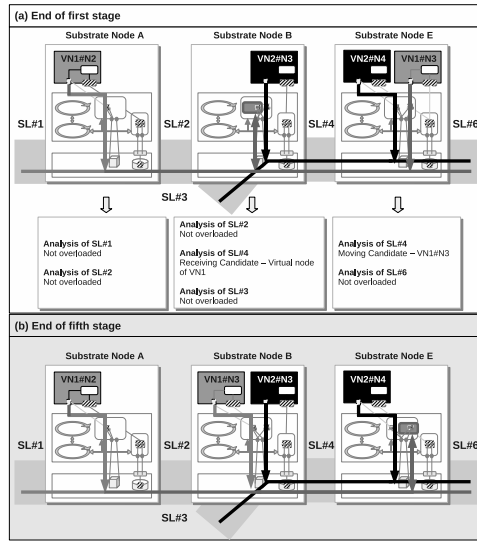 (a) End of first stage
Substrate Node A
Substrate Node B
Substrate Node E
VN1#N2
VN2#N3
VN2#N4
VN1#N3
SL#1
SL#2
SL#4
SL#6
SL#3
Analysis of SL#1
Not overloaded
Analysis of SL#2
Not overloaded
Analysis of SL#2
Not overloaded
Analysis of SL#4
Receiving Candidate – Virtual node
of VN1
Analysis of SL#3
Not overloaded
Analysis of SL#4
Moving Candidate – VN1#N3
Analysis of SL#6
Not overloaded
(b) End of fifth stage
Substrate Node A
Substrate Node B
Substrate Node E
VN1#N2
VN1#N3
VN2#N3
VN2#N4
SL#1
SL#2
SL#4
SL#6
SL#3